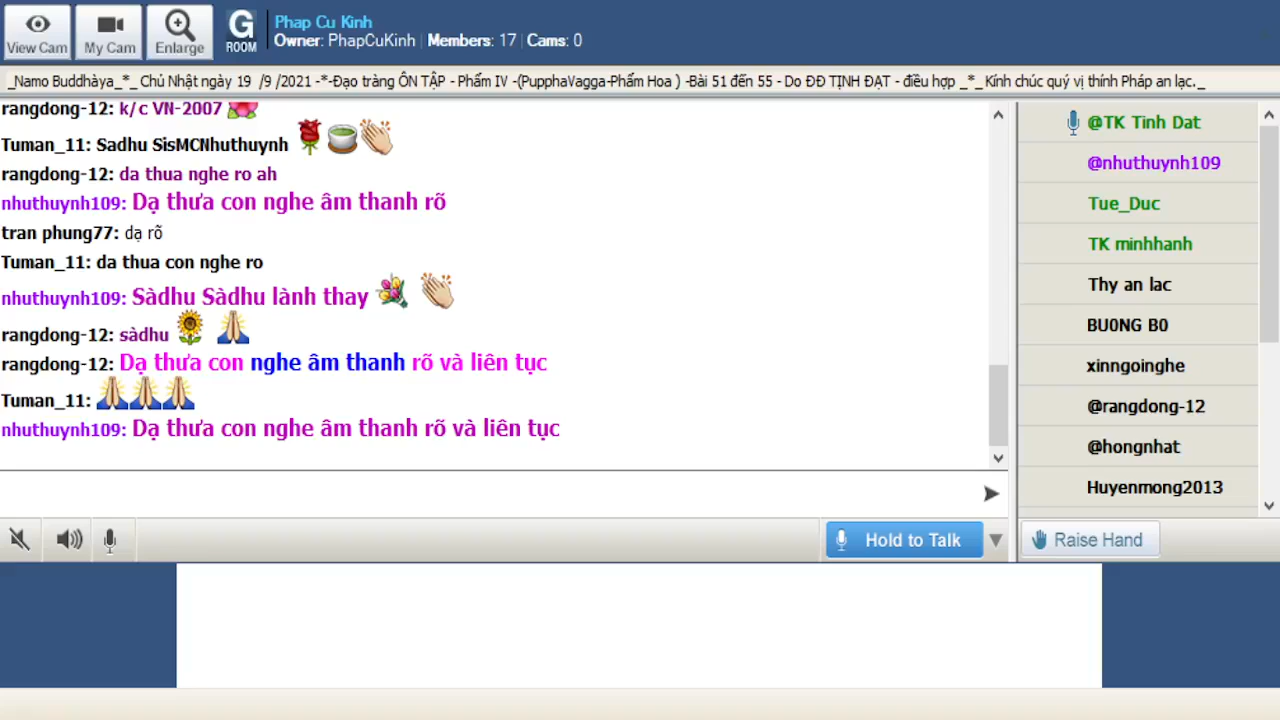 View Cam
My Cam
Enlarge
G
ROOM
Phap Cu Kinh
Owner: PhapCuKinh | Members: 17 | Cams: 0
_Namo Buddhàya_*_ Chủ Nhật ngày 19 /9 /2021 -*-Đạo tràng ÔN TẬP - Phẩm IV -(PupphaVagga-Phẩm Hoa ) -Bài 51 đến 55 - Do ĐĐ TỊNH ĐẠT - điều hợp _*_ Kính chúc quý vị thính Pháp an lạc._
rangdong-12: k/c VN-2007
Tuman_11: Sadhu SisMCNhuthuynh
rangdong-12: da thua nghe ro ah
nhuthuynh109: Dạ thưa con nghe âm thanh rõ
tran phung77: dạ rõ
Tuman_11: da thua con nghe ro
nhuthuynh109: Sàdhu Sàdhu lành thay
rangdong-12: sàdhu
rangdong-12: Dạ thưa con nghe âm thanh rõ và liên tục
Tuman_11:
nhuthuynh109: Dạ thưa con nghe âm thanh rõ và liên tục
@TK Tinh Dat
@nhuthuynh109
Tue_Duc
TK minhhanh
Thy an lac
BU0NG B0
xinngoinghe
@rangdong-12
@hongnhat
Huyenmong2013
Hold to Talk
Raise Hand